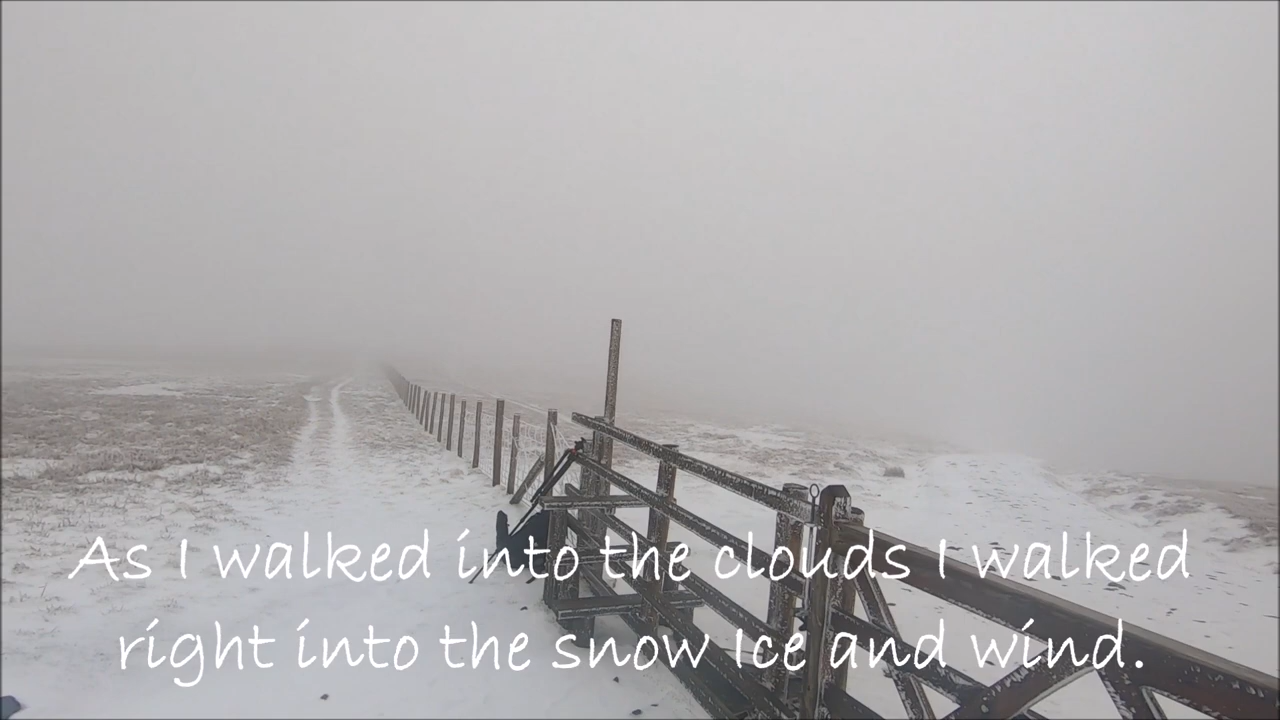 As I walked into the clouds I walked
right into the snow Ice and wind.